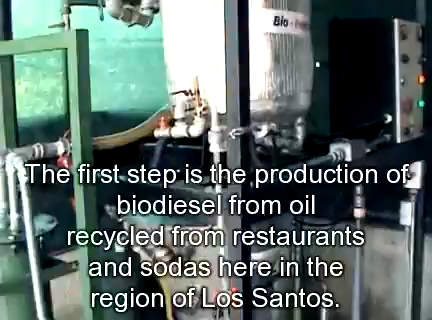 Bio-
The first step is the production of
biodiesel from oil
recycled from restaurants
and sodas here in the
region of Los Santos.